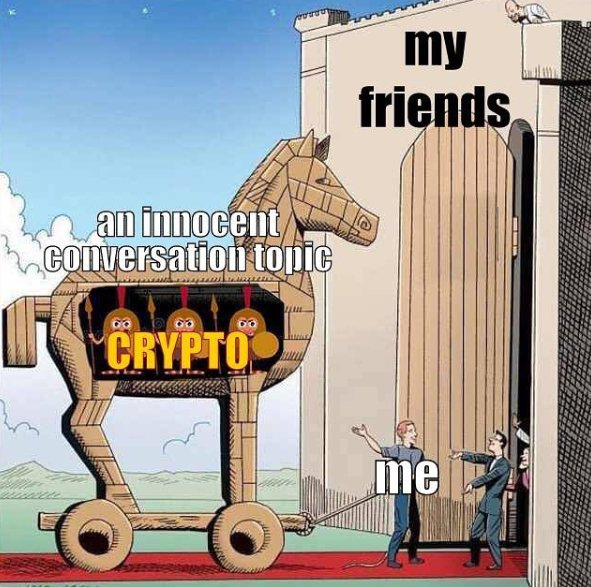 my
friends
an innocent
conversation topic
CRYPTO
me